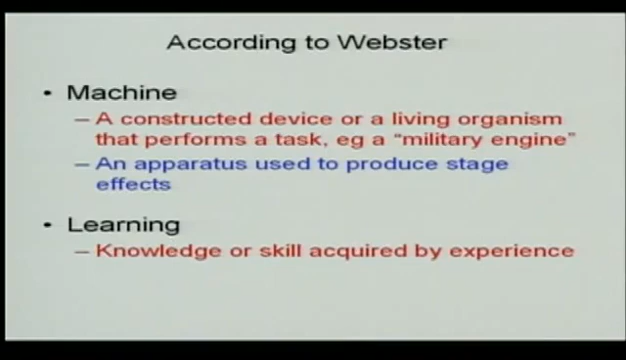 According to Webster
• Machine
– A constructed device or a living organism
that performs a task, eg a “military engine”
– An apparatus used to produce stage
effects
• Learning
– Knowledge or skill acquired by experience